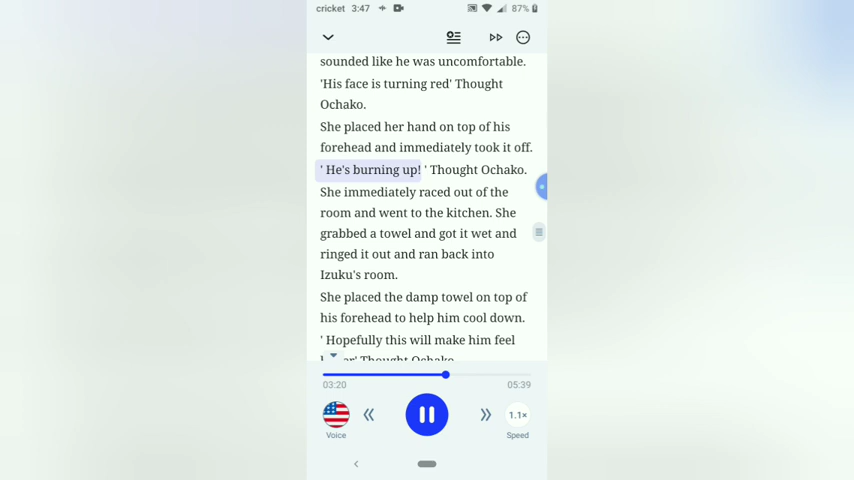 cricket 3:47 87%
sounded like he was uncomfortable.
'His face is turning red' Thought
Ochako.
She placed her hand on top of his
forehead and immediately took it off.
' He's burning up! ' Thought Ochako.
She immediately raced out of the
room and went to the kitchen. She
grabbed a towel and got it wet and
ringed it out and ran back into
Izuku's room.
She placed the damp towel on top of
his forehead to help him cool down.
' Hopefully this will make him feel
Thought Ochako
03:20 05:39
1.1×
Voice Speed